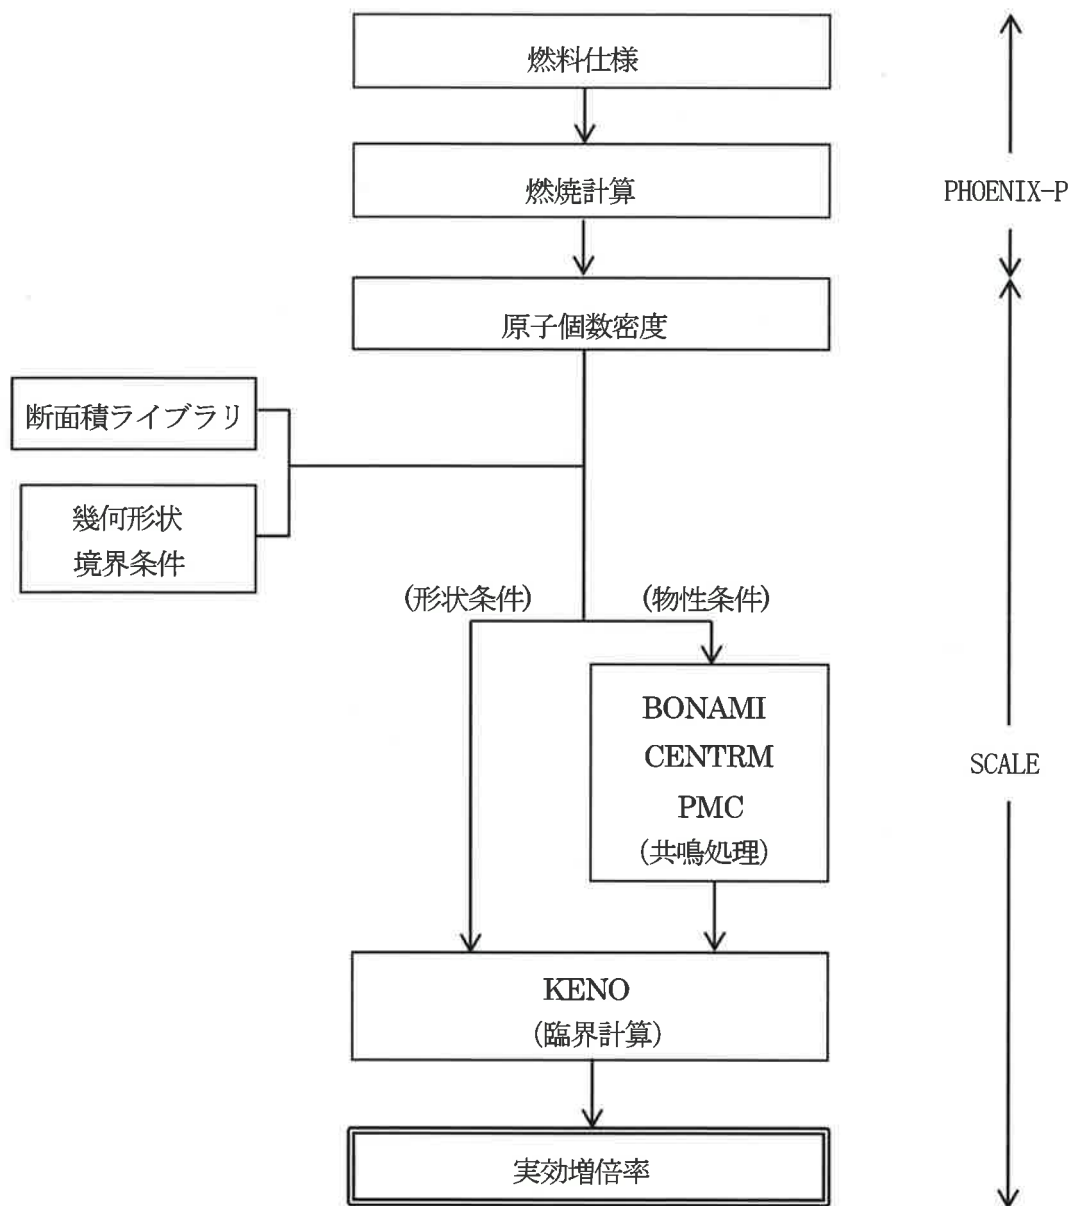 燃料仕様
燃焼計算
PHOENIX-P
原子個数密度
断面積ライブラリ
幾何形状
境界条件
(形状条件)
(物性条件)
BONAMI
CENTRM
PMC
(共鳴処理)
SCALE
KENO
(臨界計算)
実効増倍率